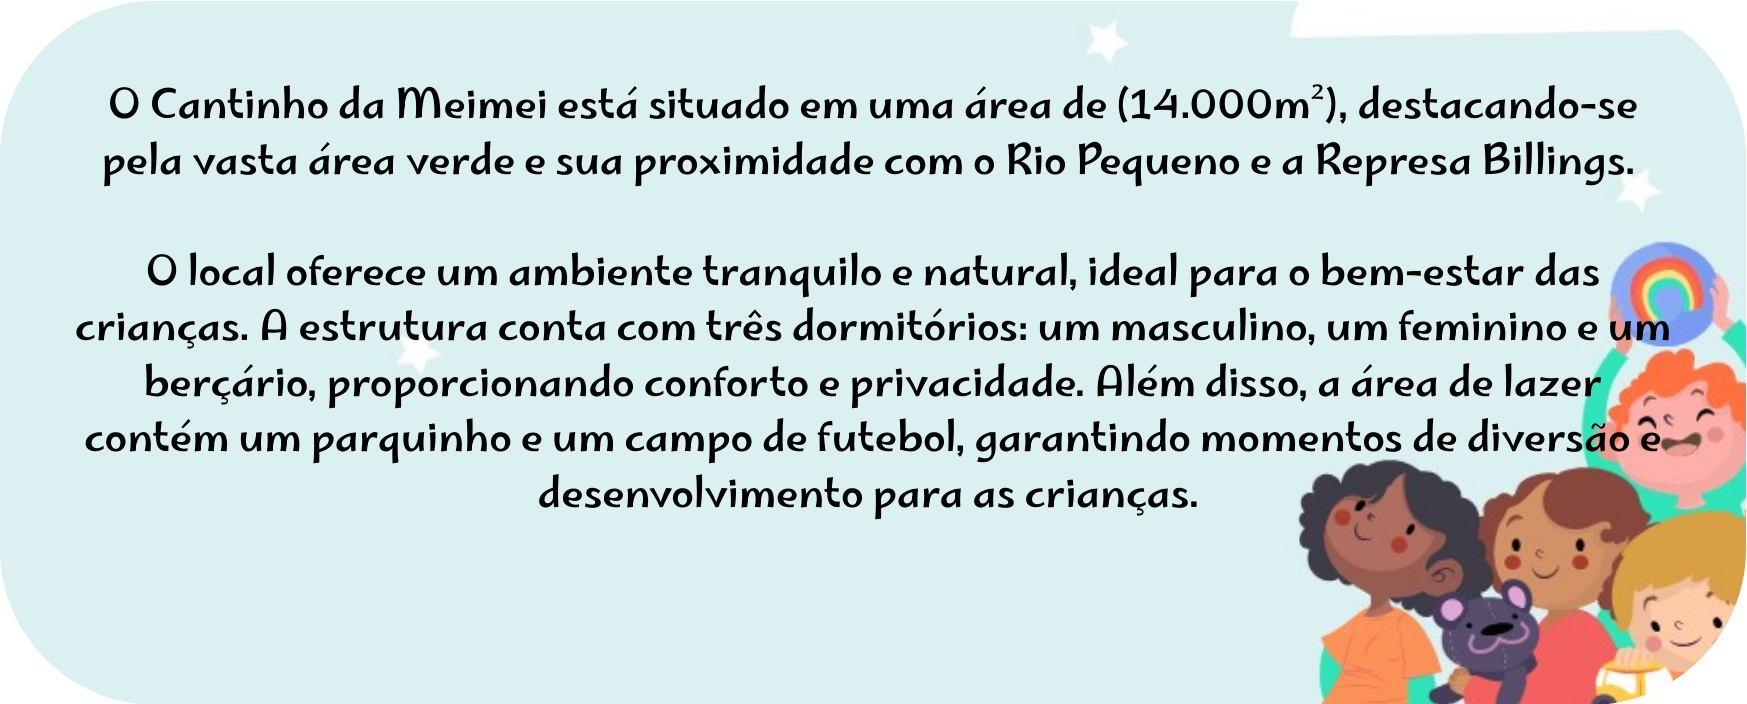 O Cantinho da Meimei está situado em uma área de (14.000m²), destacando-se
pela vasta área verde e sua proximidade com o Rio Pequeno e a Represa Billings.
O local oferece um ambiente tranquilo e natural, ideal para o bem-estar das
crianças. A estrutura conta com três dormitórios: um masculino, um feminino e um
berçário, proporcionando conforto e privacidade. Além disso, a área de lazer
contém um parquinho e um campo de futebol, garantindo momentos de diversão e
desenvolvimento para as crianças.